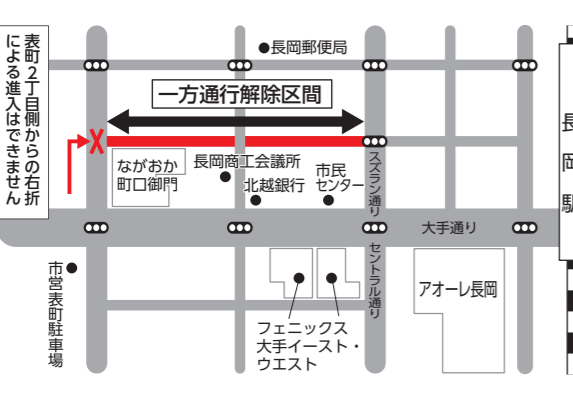 表町2丁目側からの右折
による進入はできません
●長岡郵便局
一方通行解除区間
長岡駅
ながおか
町口御門
長岡商工会議所
北越銀行
市民
センター
スズラン通り
大手通り
セントラル通り
市営表町駐車場
アオーレ長岡
フェニックス
大手イースト・
ウエスト